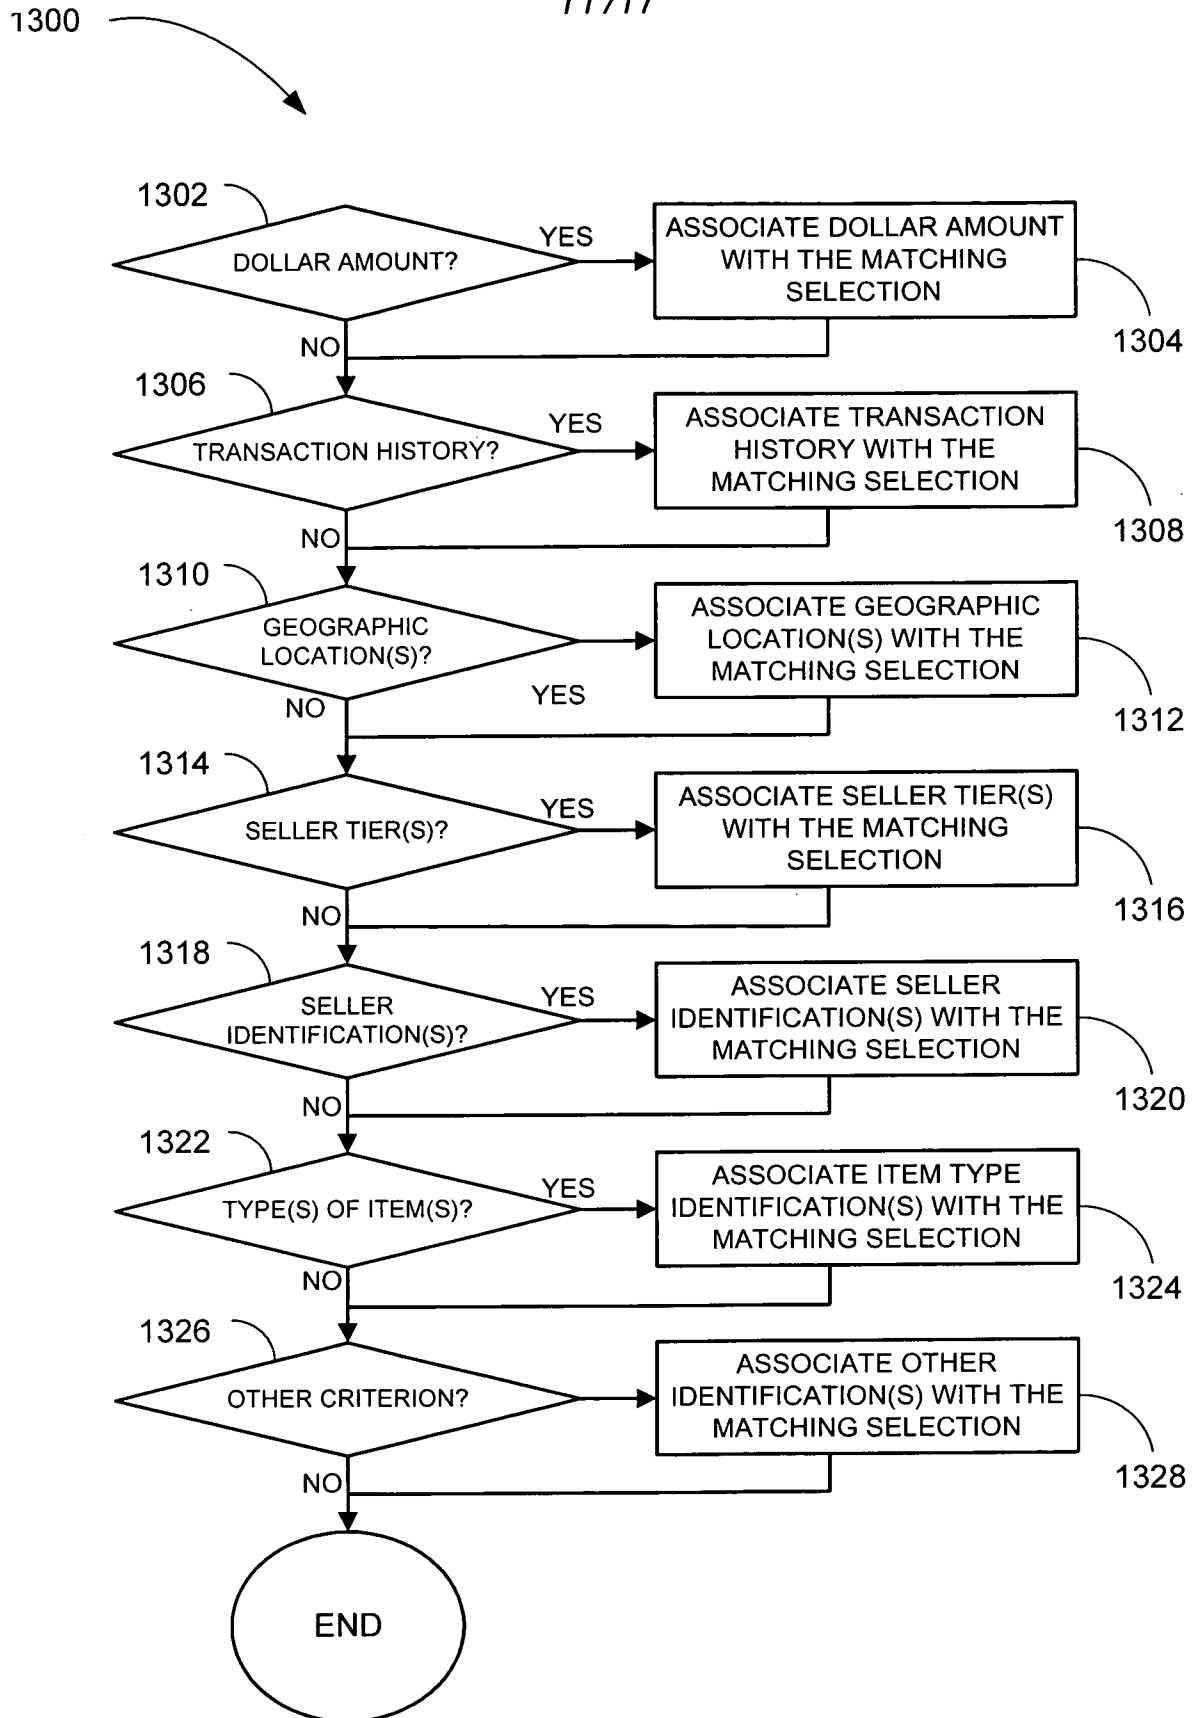 1300
1302
DOLLAR AMOUNT?
YES
ASSOCIATE DOLLAR AMOUNT
WITH THE MATCHING
SELECTION
1304
NO
1306
TRANSACTION HISTORY?
YES
ASSOCIATE TRANSACTION
HISTORY WITH THE
MATCHING SELECTION
1308
NO
1310
GEOGRAPHIC
LOCATION(S)?
YES
ASSOCIATE GEOGRAPHIC
LOCATION(S) WITH THE
MATCHING SELECTION
1312
NO
1314
SELLER TIER(S)?
YES
ASSOCIATE SELLER TIER(S)
WITH THE MATCHING
SELECTION
1316
NO
1318
SELLER
IDENTIFICATION(S)?
YES
ASSOCIATE SELLER
IDENTIFICATION(S) WITH THE
MATCHING SELECTION
1320
NO
1322
TYPE(S) OF ITEM(S)?
YES
ASSOCIATE ITEM TYPE
IDENTIFICATION(S) WITH THE
MATCHING SELECTION
1324
NO
1326
OTHER CRITERION?
ASSOCIATE OTHER
IDENTIFICATION(S) WITH THE
MATCHING SELECTION
1328
NO
END